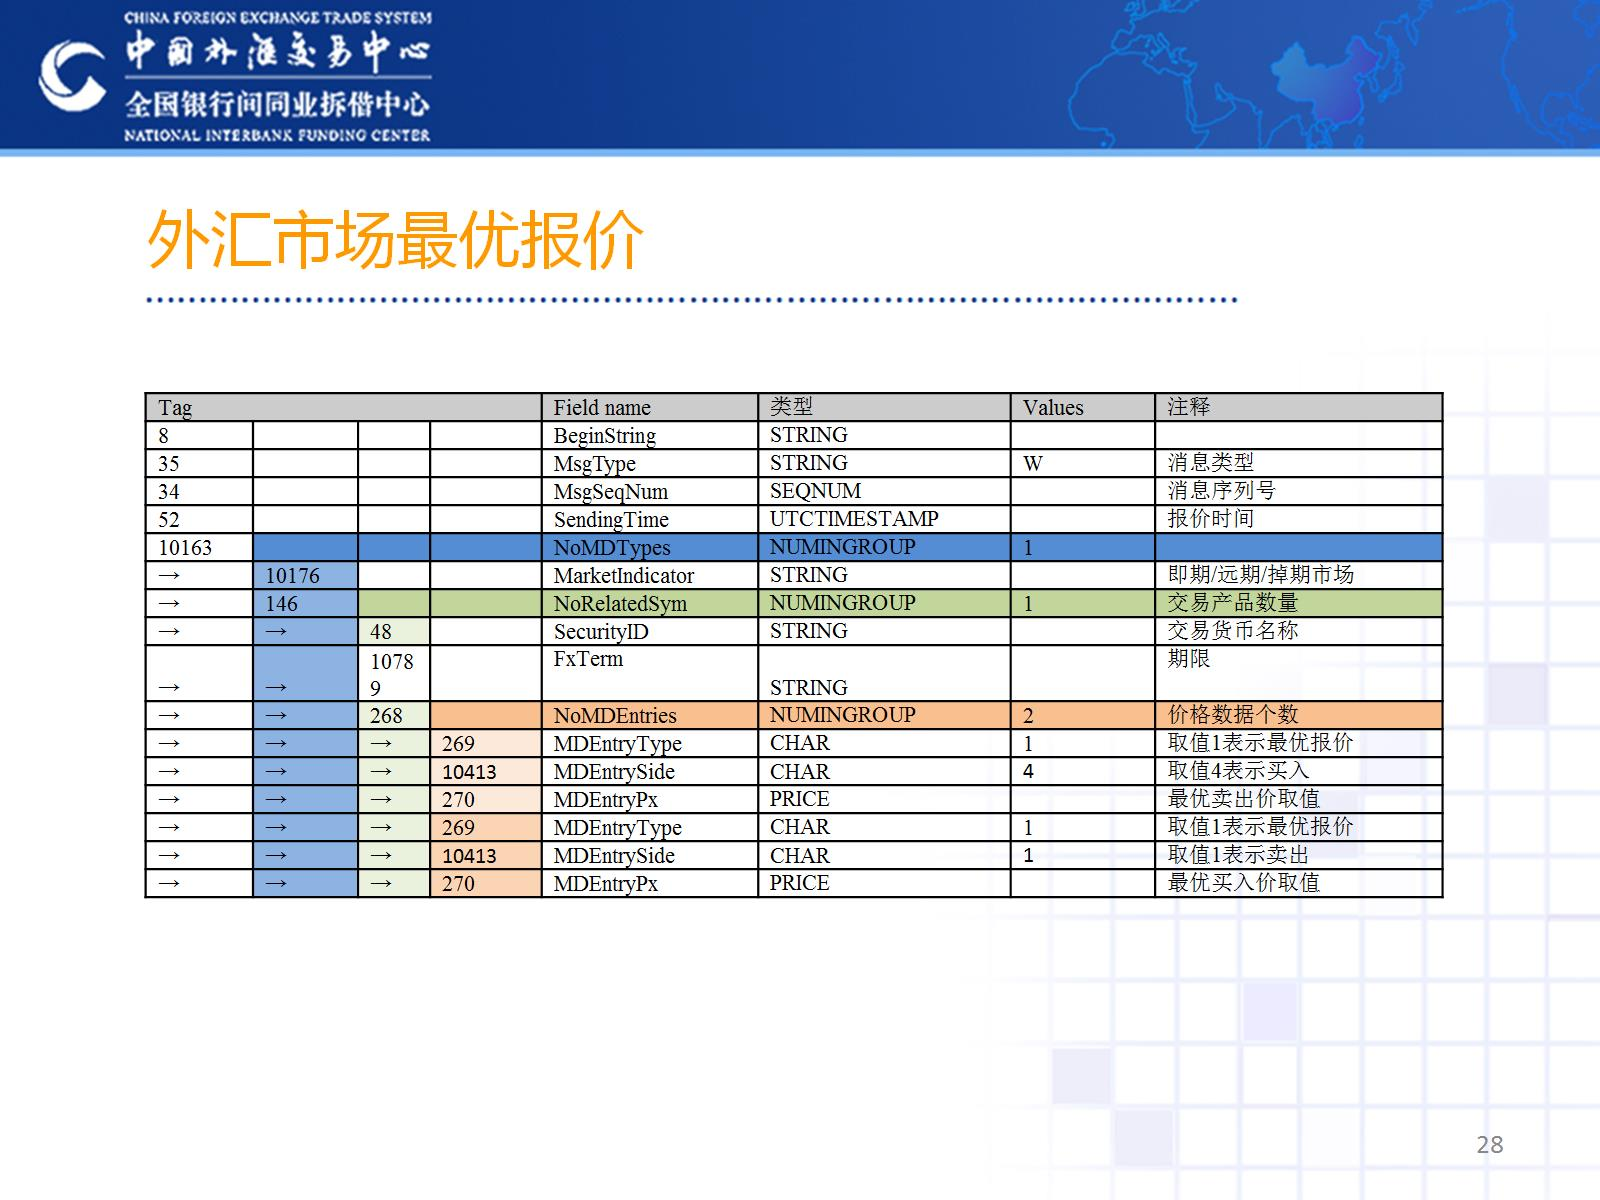 CHINA FOREIGN EXCHANGE TRADE SYSTEM
中国外汇交易中心
全国银行间同业拆借中心
NATIONAL INTERBANK FUNDING CENTER
外汇市场最优报价
Tag Field name 类型 Values 注释
8 BeginString STRING
35 MsgType STRING W 消息类型
34 MsgSeqNum SEQNUM 消息序列号
52 SendingTime UTCTIMESTAMP 报价时间
10163 NoMDTypes NUMINGROUP 1
→ 10176 MarketIndicator STRING 即期/远期/掉期市场
→ 146 NoRelatedSym NUMINGROUP 1 交易产品数量
→ → 48 SecurityID STRING 交易货币名称
→ → 10789 FxTerm STRING 期限
→ → 268 NoMDEntries NUMINGROUP 2 价格数据个数
→ → → 269 MDEntryType CHAR 1 取值1表示最优报价
→ → → 10413 MDEntrySide CHAR 4 取值4表示买入
→ → → 270 MDEntryPx PRICE 最优卖出价取值
→ → → 269 MDEntryType CHAR 1 取值1表示最优报价
→ → → 10413 MDEntrySide CHAR 1 取值1表示卖出
→ → → 270 MDEntryPx PRICE 最优买入价取值
28